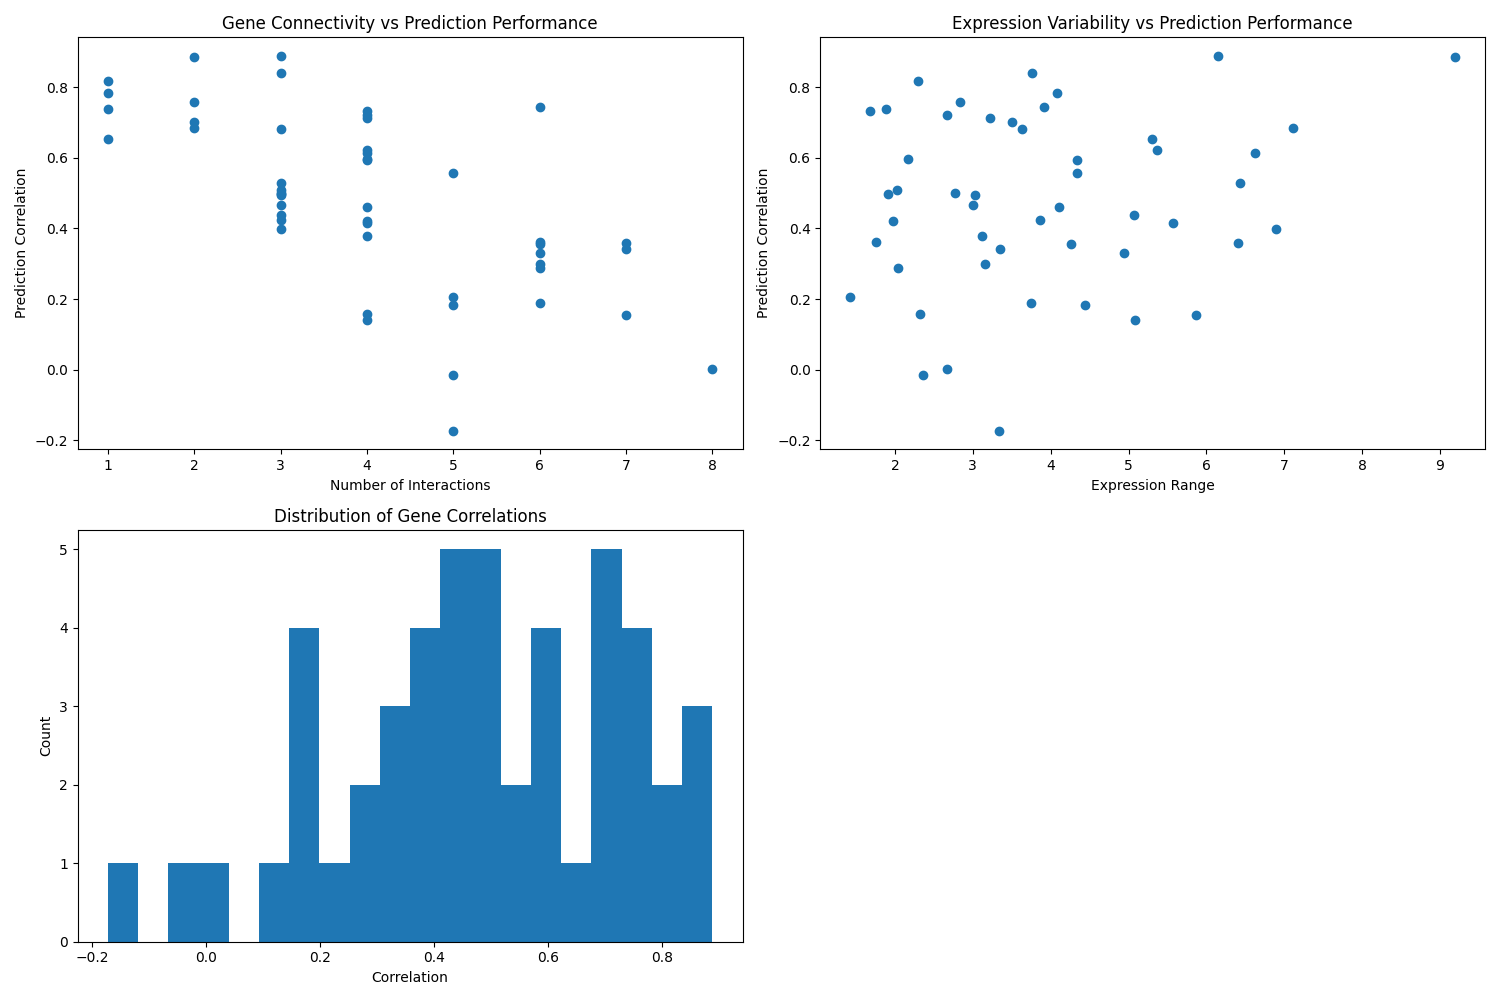 Gene Connectivity vs Prediction Performance
Prediction Correlation
0.8
0.6
0.4
0.2
0.0
−0.2
1 2 3 4 5 6 7 8
Number of Interactions
Expression Variability vs Prediction Performance
Prediction Correlation
0.8
0.6
0.4
0.2
0.0
−0.2
2 3 4 5 6 7 8 9
Expression Range
Distribution of Gene Correlations
Count
5
4
3
2
1
0
−0.2 0.0 0.2 0.4 0.6 0.8
Correlation